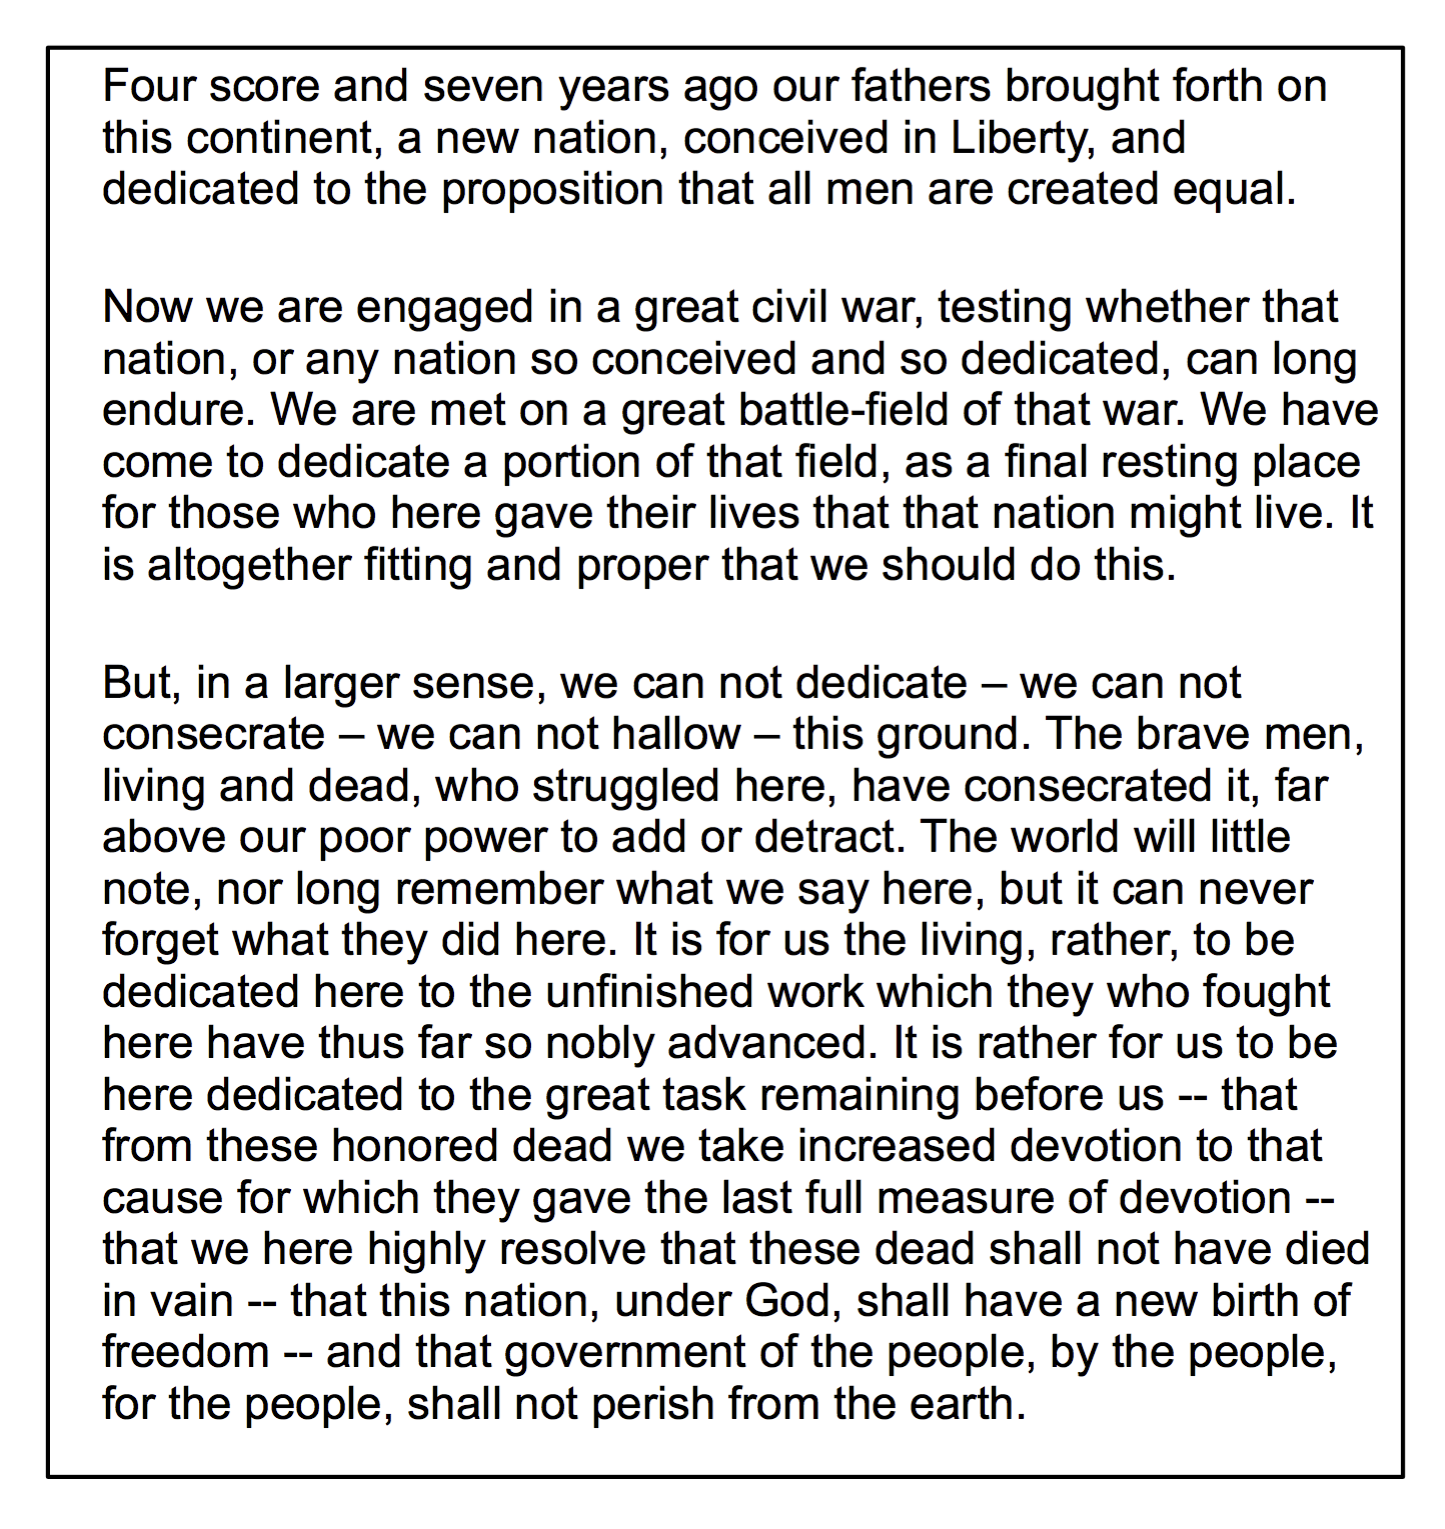 Four score and seven years ago our fathers brought forth on
this continent, a new nation, conceived in Liberty, and
dedicated to the proposition that all men are created equal.
Now we are engaged in a great civil war, testing whether that
nation, or any nation so conceived and so dedicated, can long
endure. We are met on a great battle-field of that war. We have
come to dedicate a portion of that field, as a final resting place
for those who here gave their lives that that nation might live. It
is altogether fitting and proper that we should do this.
But, in a larger sense, we can not dedicate – we can not
consecrate – we can not hallow – this ground. The brave men,
living and dead, who struggled here, have consecrated it, far
above our poor power to add or detract. The world will little
note, nor long remember what we say here, but it can never
forget what they did here. It is for us the living, rather, to be
dedicated here to the unfinished work which they who fought
here have thus far so nobly advanced. It is rather for us to be
here dedicated to the great task remaining before us -- that
from these honored dead we take increased devotion to that
cause for which they gave the last full measure of devotion --
that we here highly resolve that these dead shall not have died
in vain -- that this nation, under God, shall have a new birth of
freedom -- and that government of the people, by the people,
for the people, shall not perish from the earth.